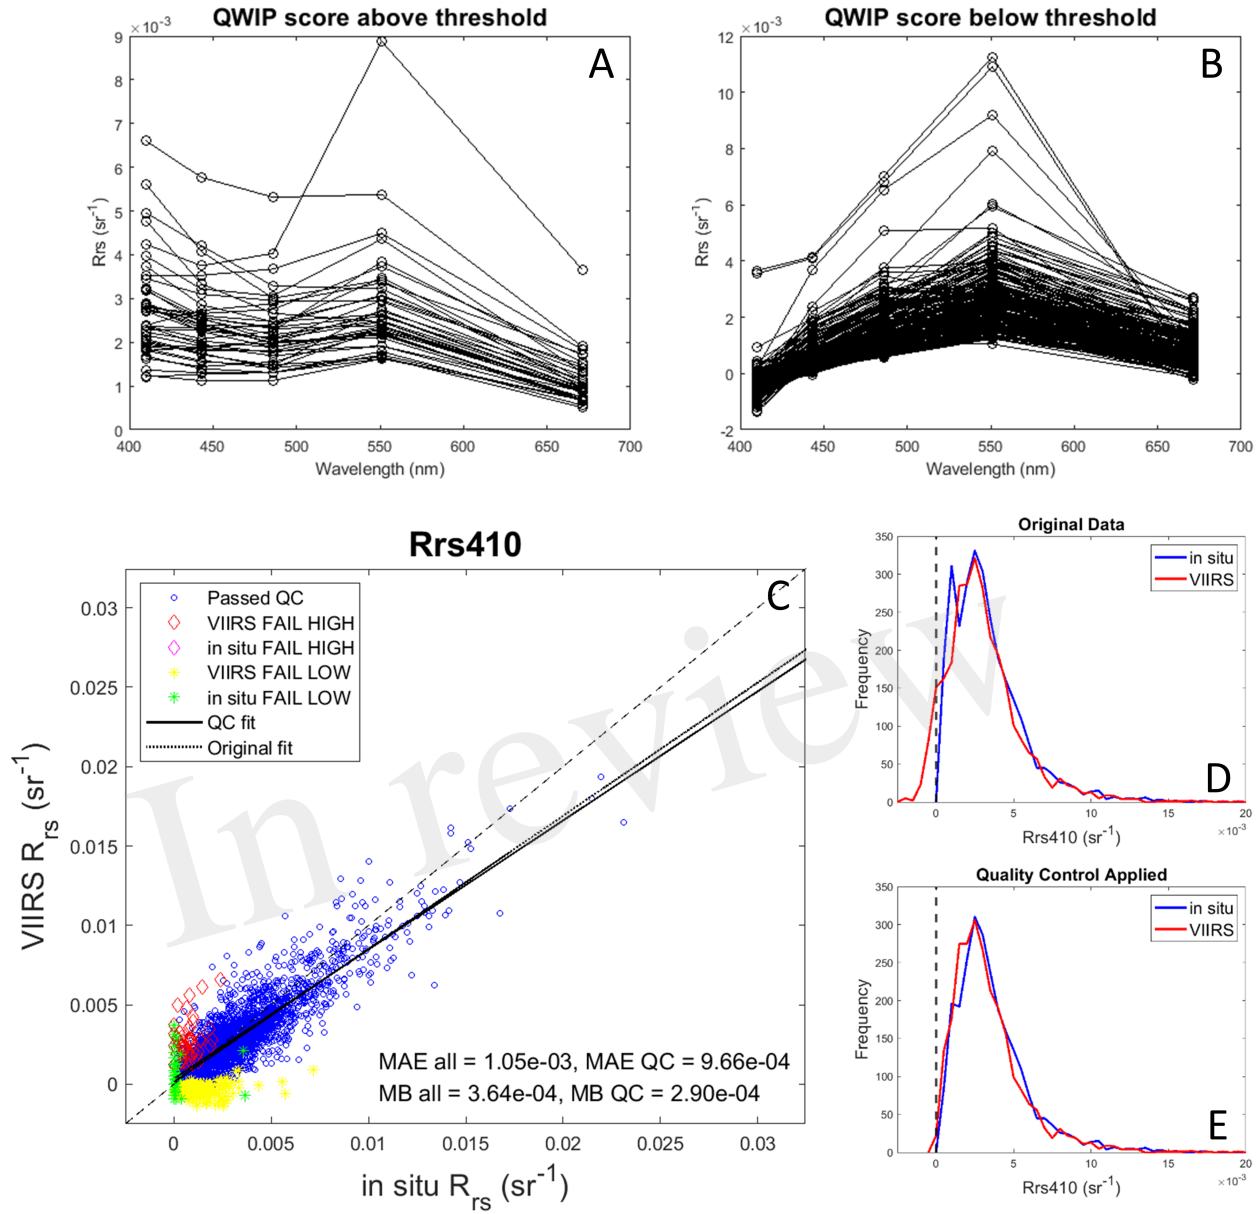 QWIP score above threshold
×10⁻³
A
9
8
7
6
5
4
3
2
1
0
Rrs (sr⁻¹)
400 450 500 550 600 650 700
Wavelength (nm)
QWIP score below threshold
×10⁻³
B
12
10
8
6
4
2
0
-2
Rrs (sr⁻¹)
400 450 500 550 600 650 700
Wavelength (nm)
Rrs410
C
Passed QC
VIIRS FAIL HIGH
in situ FAIL HIGH
VIIRS FAIL LOW
in situ FAIL LOW
QC fit
Original fit
0.03
0.025
0.02
0.015
0.01
0.005
0
VIIRS Rrs (sr⁻¹)
MAE all = 1.05e-03, MAE QC = 9.66e-04
MB all = 3.64e-04, MB QC = 2.90e-04
0 0.005 0.01 0.015 0.02 0.025 0.03
in situ Rrs (sr⁻¹)
In review
Original Data
in situ
VIIRS
350
300
250
200
150
100
50
0
Frequency
D
0 5 10 15 20
×10⁻³
Rrs410 (sr⁻¹)
Quality Control Applied
in situ
VIIRS
350
300
250
200
150
100
50
0
Frequency
E
0 5 10 15 20
×10⁻³
Rrs410 (sr⁻¹)